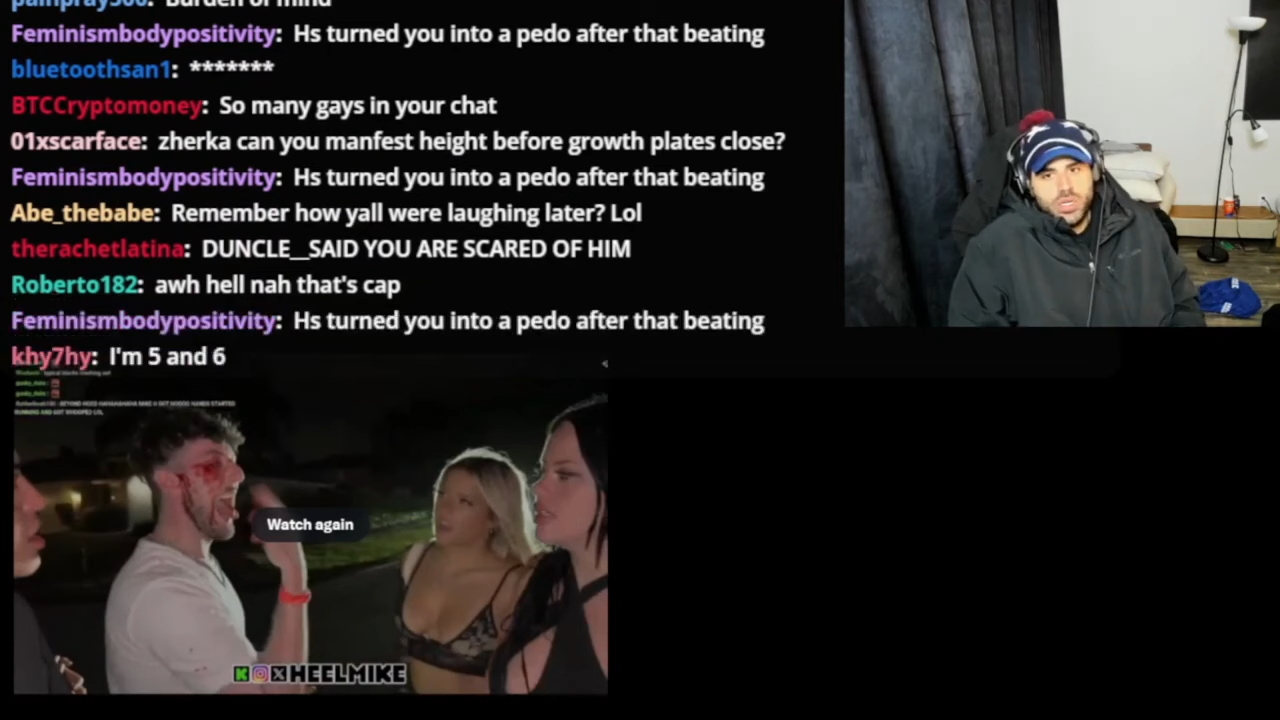 Burden of mind
Feminismbodypositivity: Hs turned you into a pedo after that beating
bluetoothsan1: *******
BTCCryptomoney: So many gays in your chat
01xscarface: zherka can you manfest height before growth plates close?
Feminismbodypositivity: Hs turned you into a pedo after that beating
Abe_thebabe: Remember how yall were laughing later? Lol
therachetlatina: DUNCLE__SAID YOU ARE SCARED OF HIM
Roberto182: awh hell nah that's cap
Feminismbodypositivity: Hs turned you into a pedo after that beating
khy7hy: I'm 5 and 6
Watch again
HEELMIKE